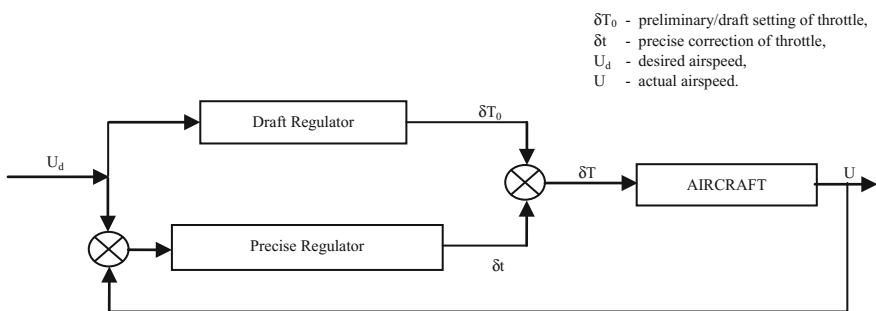 δT₀ - preliminary/draft setting of throttle,
δt - precise correction of throttle,
U_d - desired airspeed,
U - actual airspeed.
Draft Regulator
δT₀
U_d
δT
AIRCRAFT
U
Precise Regulator
δt